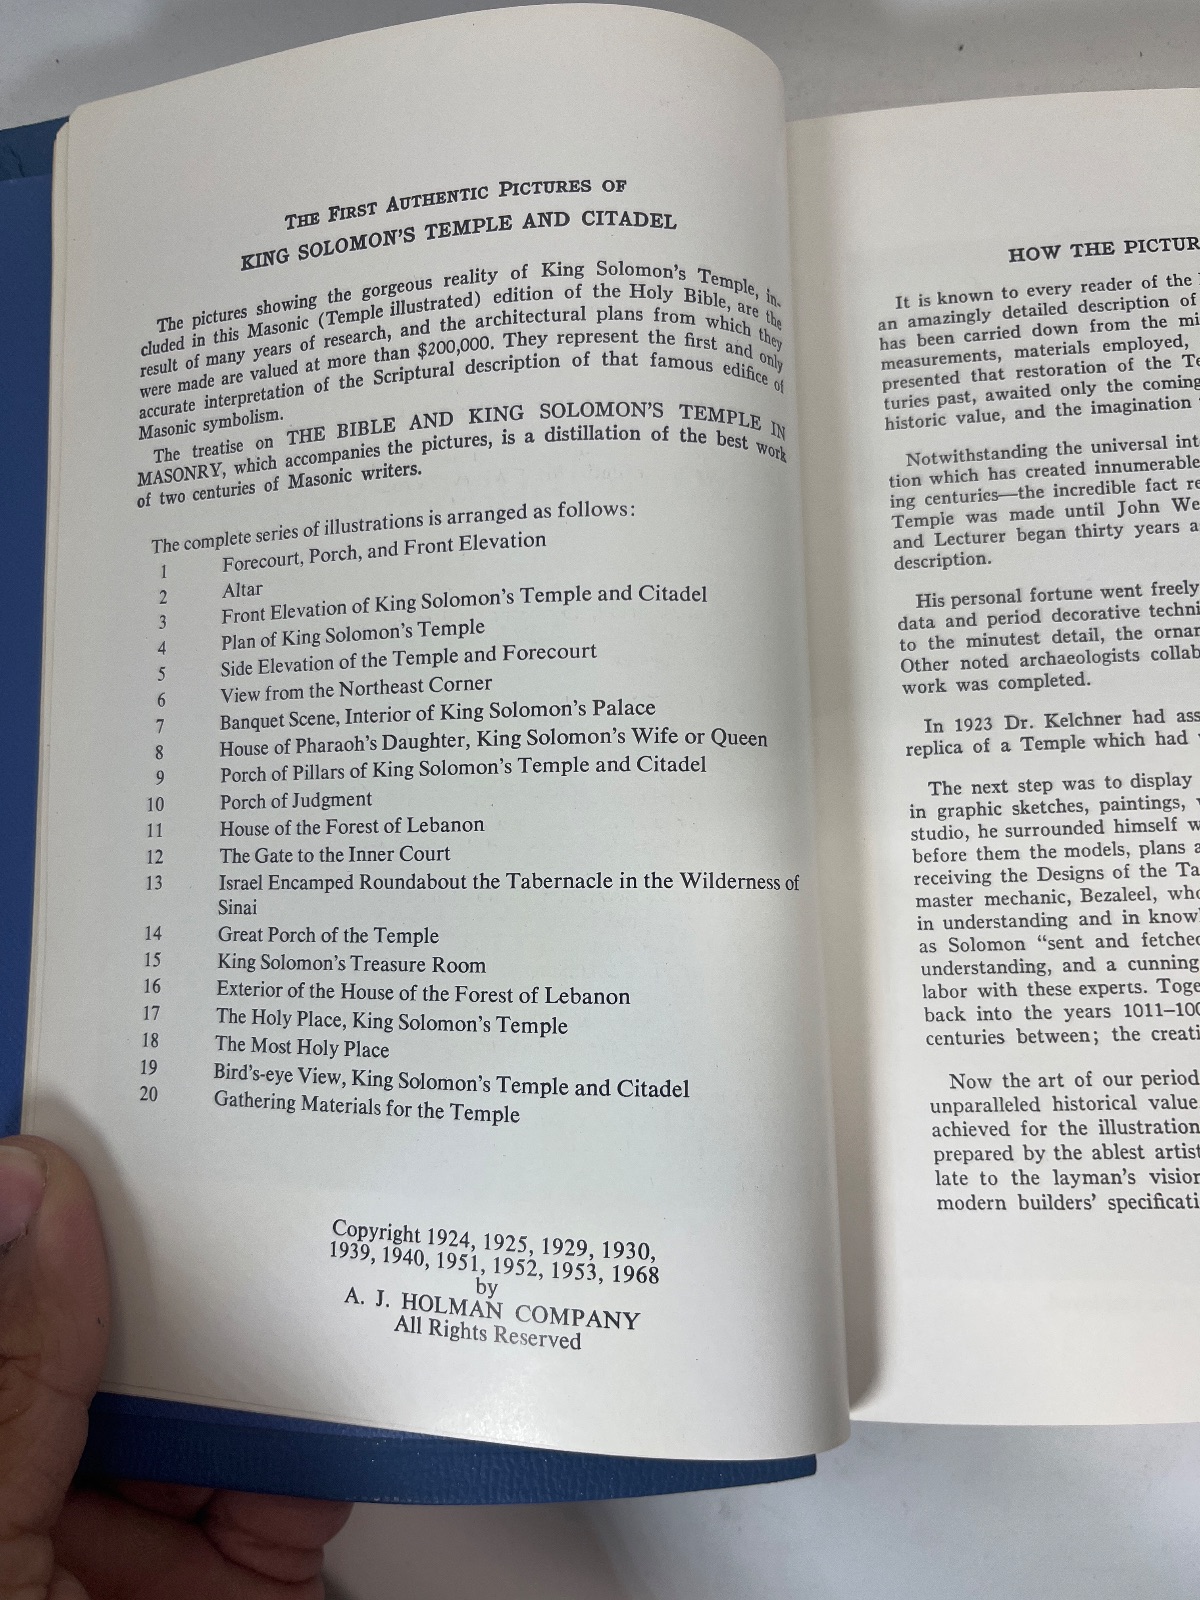 THE FIRST AUTHENTIC PICTURES OF
KING SOLOMON'S TEMPLE AND CITADEL
The pictures showing the gorgeous reality of King Solomon's Temple, in-
cluded in this Masonic (Temple illustrated) edition of the Holy Bible, are the
result of many years of research, and the architectural plans from which they
were made are valued at more than $200,000. They represent the first and only
accurate interpretation of the Scriptural description of that famous edifice of
Masonic symbolism.
The treatise on THE BIBLE AND KING SOLOMON'S TEMPLE IN
MASONRY, which accompanies the pictures, is a distillation of the best work
of two centuries of Masonic writers.
The complete series of illustrations is arranged as follows:
1 Forecourt, Porch, and Front Elevation
2 Altar
3 Front Elevation of King Solomon's Temple and Citadel
4 Plan of King Solomon's Temple
5 Side Elevation of the Temple and Forecourt
6 View from the Northeast Corner
7 Banquet Scene, Interior of King Solomon's Palace
8 House of Pharaoh's Daughter, King Solomon's Wife or Queen
9 Porch of Pillars of King Solomon's Temple and Citadel
10 Porch of Judgment
11 House of the Forest of Lebanon
12 The Gate to the Inner Court
13 Israel Encamped Roundabout the Tabernacle in the Wilderness of
Sinai
14 Great Porch of the Temple
15 King Solomon's Treasure Room
16 Exterior of the House of the Forest of Lebanon
17 The Holy Place, King Solomon's Temple
18 The Most Holy Place
19 Bird's-eye View, King Solomon's Temple and Citadel
20 Gathering Materials for the Temple
Copyright 1924, 1925, 1929, 1930,
1939, 1940, 1951, 1952, 1953, 1968
by
A. J. HOLMAN COMPANY
All Rights Reserved
HOW THE PICTUR
It is known to every reader of the
an amazingly detailed description of
has been carried down from the mi
measurements, materials employed,
presented that restoration of the Te
turies past, awaited only the coming
historic value, and the imagination
Notwithstanding the universal int
tion which has created innumerable
ing centuries—the incredible fact re
Temple was made until John We
and Lecturer began thirty years a
description.
His personal fortune went freely
data and period decorative techni
to the minutest detail, the ornar
Other noted archaeologists collab
work was completed.
In 1923 Dr. Kelchner had ass
replica of a Temple which had
The next step was to display
in graphic sketches, paintings,
studio, he surrounded himself w
before them the models, plans a
receiving the Designs of the Ta
master mechanic, Bezaleel, who
in understanding and in know
as Solomon "sent and fetched
understanding, and a cunning
labor with these experts. Toge
back into the years 1011–100
centuries between; the creati
Now the art of our period
unparalleled historical value
achieved for the illustration
prepared by the ablest artist
late to the layman's vision
modern builders' specificati